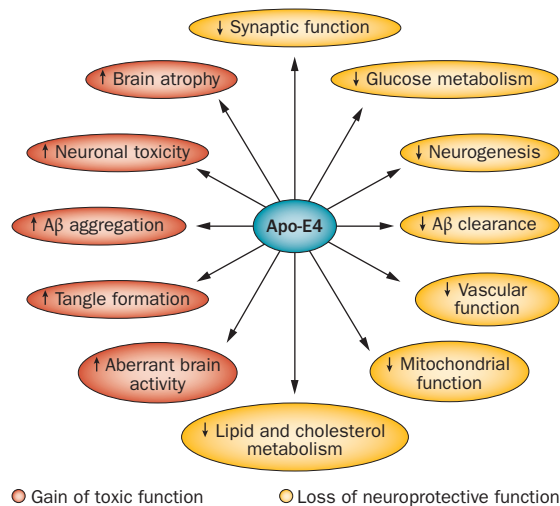 ↓ Synaptic function
↑ Brain atrophy
↓ Glucose metabolism
↑ Neuronal toxicity
↓ Neurogenesis
↑ Aβ aggregation
Apo-E4
↓ Aβ clearance
↑ Tangle formation
↓ Vascular
function
↑ Aberrant brain
activity
↓ Mitochondrial
function
↓ Lipid and cholesterol
metabolism
Gain of toxic function
Loss of neuroprotective function